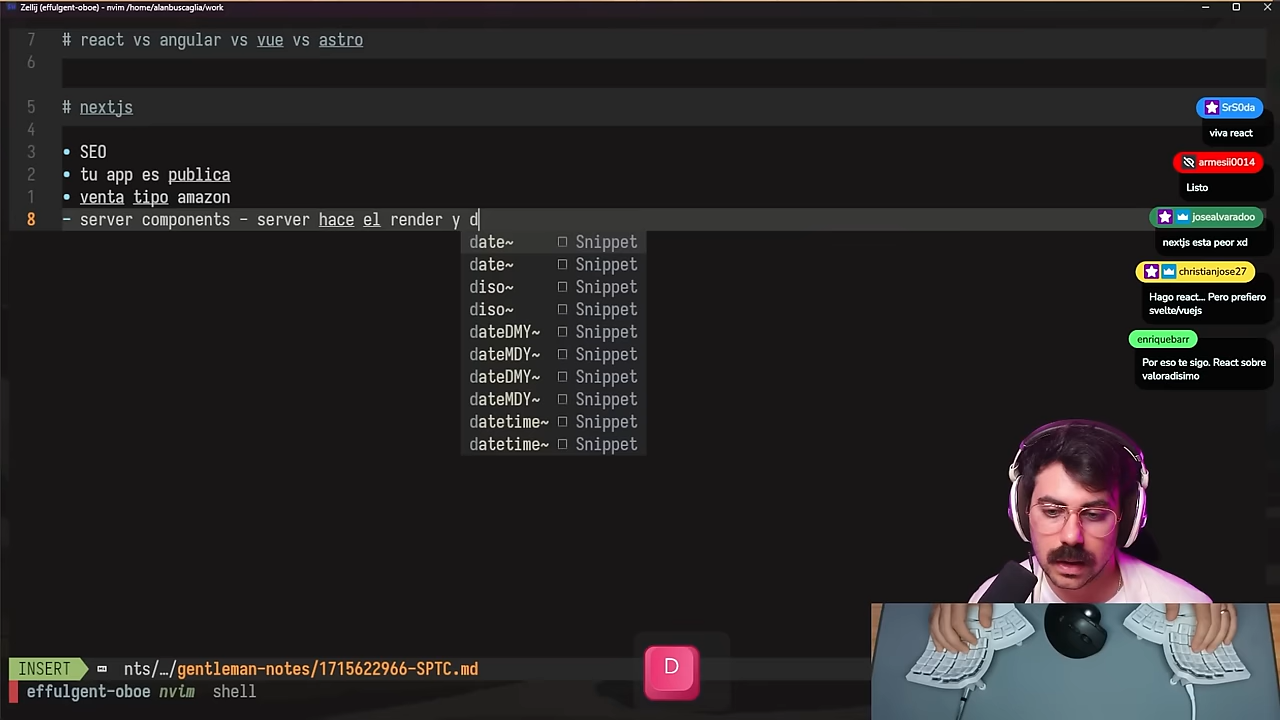 Zellij (effulgent-oboe) - nvim /home/alanbuscaglia/work
7 # react vs angular vs vue vs astro
6
5 # nextjs
4
3 • SEO
2 • tu app es publica
1 • venta tipo amazon
8 - server components - server hace el render y d
date~ □ Snippet
date~ □ Snippet
diso~ □ Snippet
diso~ □ Snippet
dateDMY~ □ Snippet
dateMDY~ □ Snippet
dateDMY~ □ Snippet
dateMDY~ □ Snippet
datetime~ □ Snippet
datetime~ □ Snippet
SrS0da
viva react
armesii0014
Listo
josealvaradoo
nextjs esta peor xd
christianjose27
Hago react... Pero prefiero
svelte/vuejs
enriquebarr
Por eso te sigo. React sobre
valoradisimo
D
INSERT nts/…/gentleman-notes/1715622966-SPTC.md
effulgent-oboe nvim shell